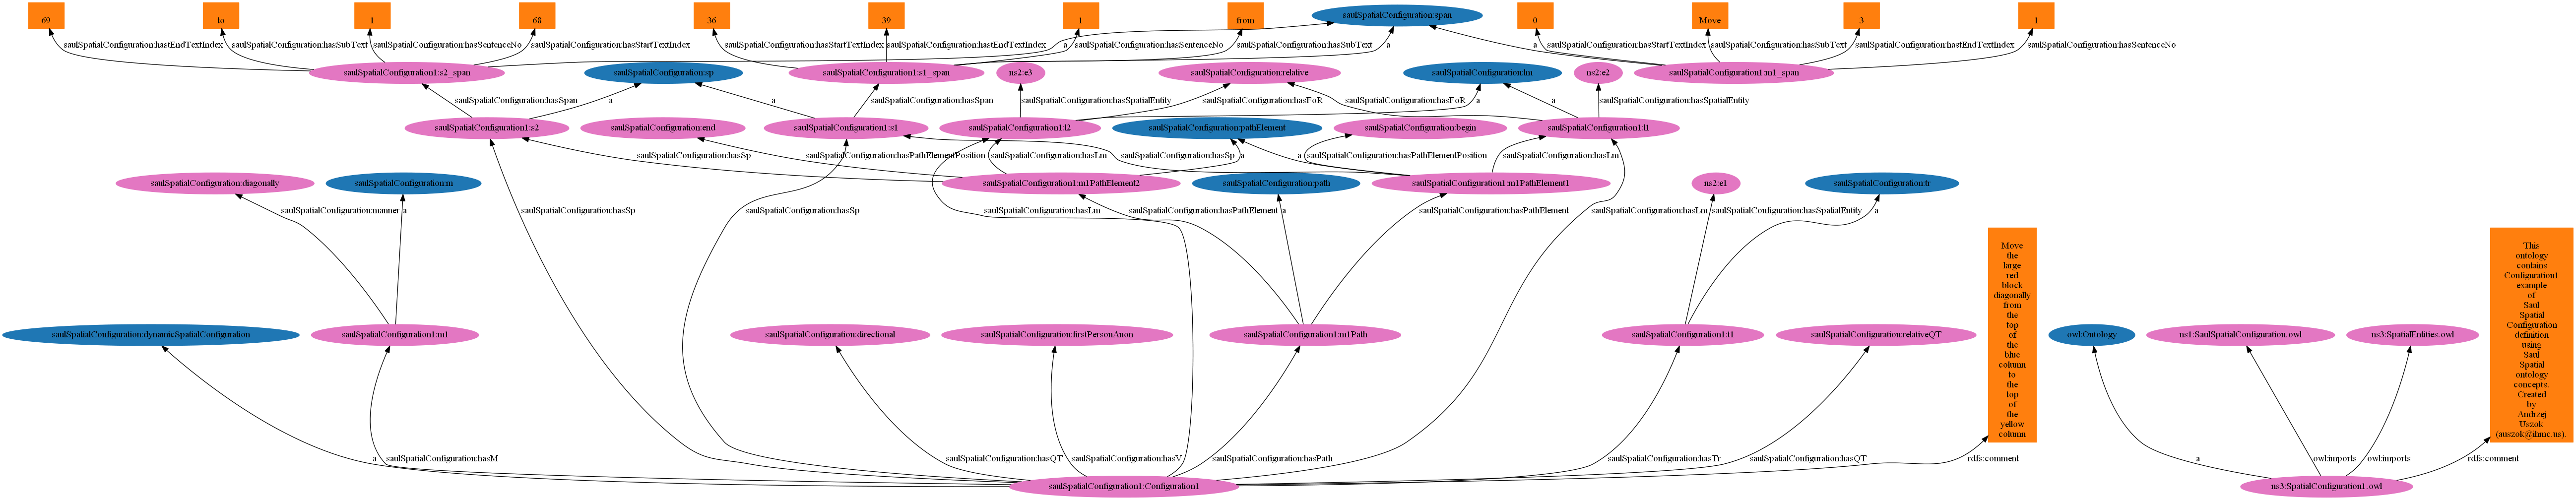 69
to
1
68
36
39
1
from
saulSpatialConfiguration:span
0
Move
3
1
saulSpatialConfiguration:hastEndTextIndex
saulSpatialConfiguration:hasSubText
saulSpatialConfiguration:hasSentenceNo
saulSpatialConfiguration:hasStartTextIndex
a
saulSpatialConfiguration:hasStartTextIndex
saulSpatialConfiguration:hastEndTextIndex
saulSpatialConfiguration:hasSentenceNo
saulSpatialConfiguration:hasSubText
a
a
saulSpatialConfiguration:hasStartTextIndex
saulSpatialConfiguration:hasSubText
saulSpatialConfiguration:hastEndTextIndex
saulSpatialConfiguration:hasSentenceNo
saulSpatialConfiguration1:s2_span
saulSpatialConfiguration:sp
saulSpatialConfiguration1:s1_span
ns2:e3
saulSpatialConfiguration:relative
saulSpatialConfiguration:lm
ns2:e2
saulSpatialConfiguration1:m1_span
saulSpatialConfiguration:hasSpan
a
a
saulSpatialConfiguration:hasSpan
saulSpatialConfiguration:hasSpatialEntity
saulSpatialConfiguration:hasFoR
saulSpatialConfiguration:hasFoR
a
a
saulSpatialConfiguration:hasSpatialEntity
saulSpatialConfiguration1:s2
saulSpatialConfiguration:end
saulSpatialConfiguration1:s1
saulSpatialConfiguration1:l2
saulSpatialConfiguration:pathElement
saulSpatialConfiguration:begin
saulSpatialConfiguration1:l1
saulSpatialConfiguration:hasSp
saulSpatialConfiguration:hasPathElementPosition
saulSpatialConfiguration:hasLm
saulSpatialConfiguration:hasSp
a
a
saulSpatialConfiguration:hasPathElementPosition
saulSpatialConfiguration:hasLm
saulSpatialConfiguration:diagonally
saulSpatialConfiguration:m
saulSpatialConfiguration1:m1PathElement2
saulSpatialConfiguration:path
saulSpatialConfiguration1:m1PathElement1
ns2:e1
saulSpatialConfiguration:tr
saulSpatialConfiguration:manner
a
saulSpatialConfiguration:hasSp
saulSpatialConfiguration:hasSp
saulSpatialConfiguration:hasLm
saulSpatialConfiguration:hasPathElement
a
saulSpatialConfiguration:hasPathElement
saulSpatialConfiguration:hasLm
saulSpatialConfiguration:hasSpatialEntity
a
saulSpatialConfiguration:dynamicSpatialConfiguration
saulSpatialConfiguration1:m1
saulSpatialConfiguration:directional
saulSpatialConfiguration:firstPersonAnon
saulSpatialConfiguration1:m1Path
saulSpatialConfiguration1:t1
saulSpatialConfiguration:relativeQT
Move
the
large
red
block
diagonally
from
the
top
of
the
blue
column
to
the
top
of
the
yellow
column
owl:Ontology
ns1:SaulSpatialConfiguration.owl
ns3:SpatialEntities.owl
This
ontology
contains
Configuration1
example
of
Saul
Spatial
Configuration
definition
using
Saul
Spatial
ontology
concepts.
Created
by
Andrzej
Uszok
(auszok@ihmc.us).
a
saulSpatialConfiguration:hasM
saulSpatialConfiguration:hasQT
saulSpatialConfiguration:hasV
saulSpatialConfiguration:hasPath
saulSpatialConfiguration:hasTr
saulSpatialConfiguration:hasQT
rdfs:comment
a
owl:imports
owl:imports
rdfs:comment
saulSpatialConfiguration1:Configuration1
ns3:SpatialConfiguration1.owl